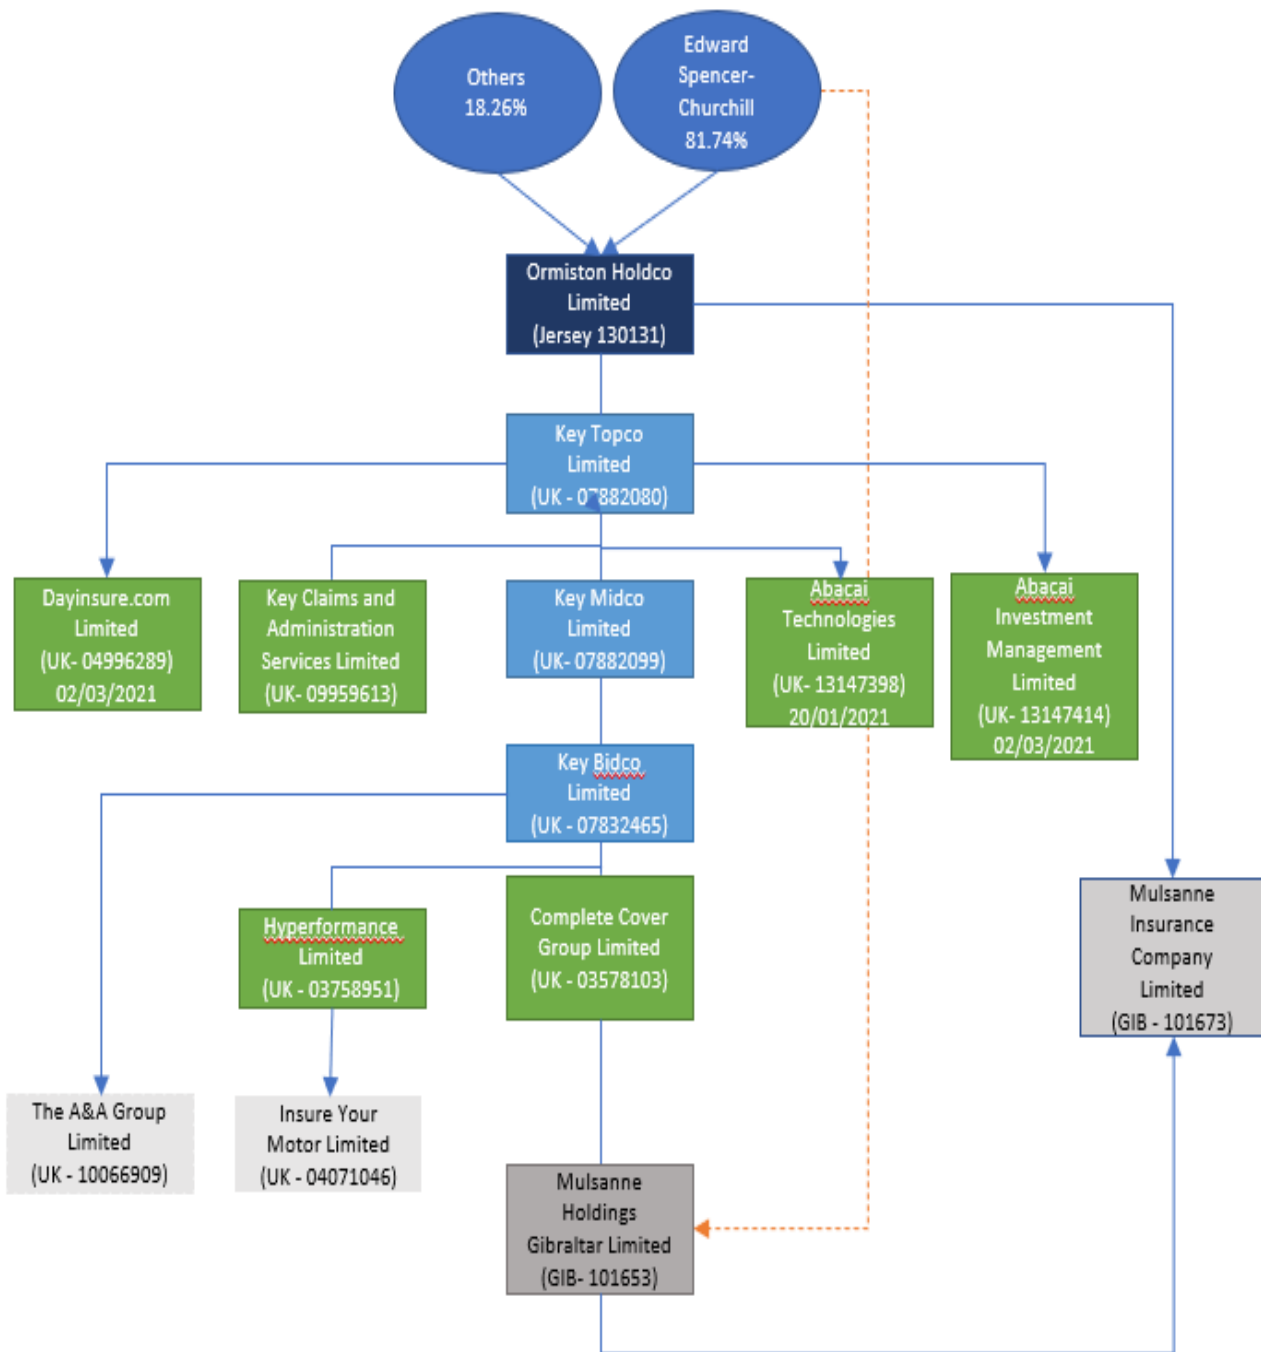 Others
18.26%
Edward
Spencer-
Churchill
81.74%
Ormiston Holdco
Limited
(Jersey 130131)
Key Topco
Limited
(UK - 07882080)
Dayinsure.com
Limited
(UK- 04996289)
02/03/2021
Key Claims and
Administration
Services Limited
(UK- 09959613)
Key Midco
Limited
(UK- 07882099)
Abacai
Technologies
Limited
(UK- 13147398)
20/01/2021
Abacai
Investment
Management
Limited
(UK- 13147414)
02/03/2021
Key Bidco
Limited
(UK - 07832465)
Hyperformance
Limited
(UK - 03758951)
Complete Cover
Group Limited
(UK - 03578103)
Mulsanne
Insurance
Company
Limited
(GIB - 101673)
The A&A Group
Limited
(UK - 10066909)
Insure Your
Motor Limited
(UK - 04071046)
Mulsanne
Holdings
Gibraltar Limited
(GIB- 101653)